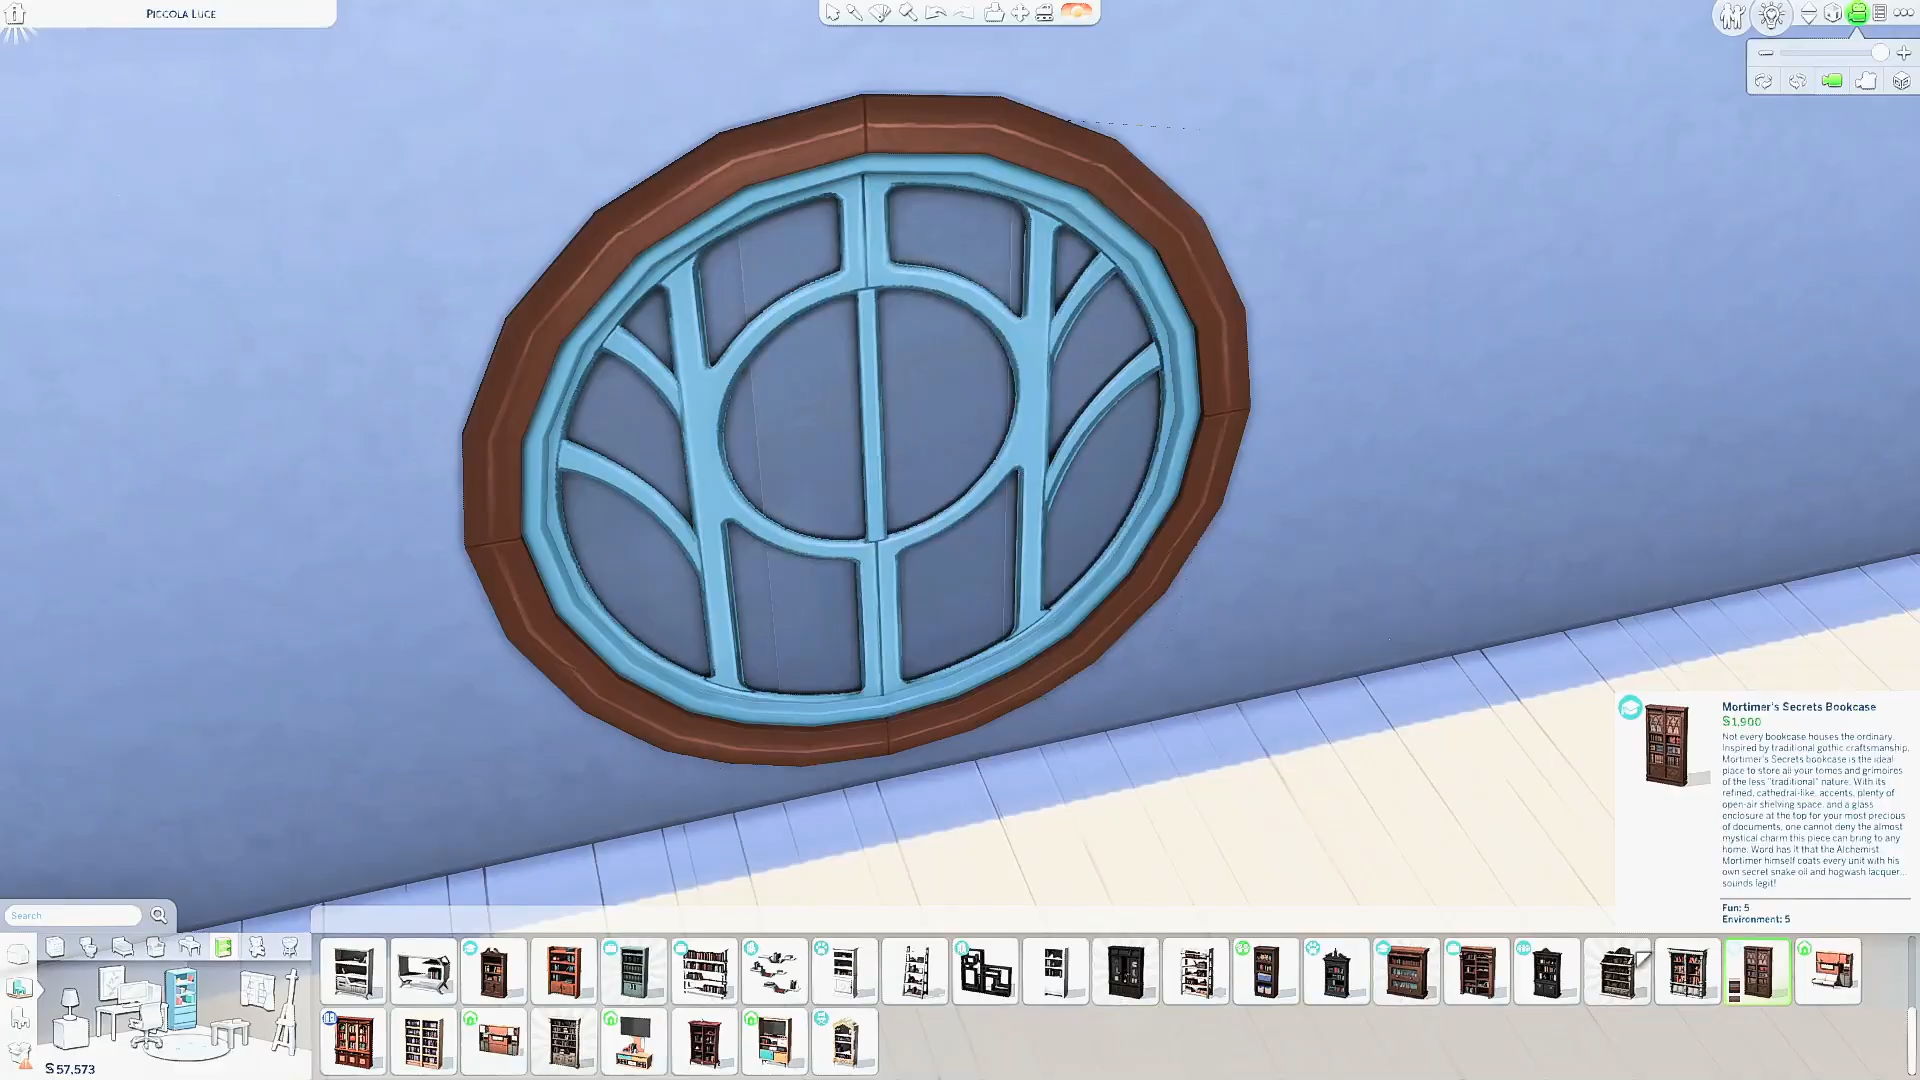 PICCOLA LUCE
Mortimer's Secrets Bookcase
§1,900
Not every bookcase houses the ordinary.
Inspired by traditional gothic craftsmanship,
Mortimer's Secrets bookcase is the ideal
place to store all your tomes and grimoires
of the less "traditional" nature. With its
refined, cathedral-like, accents, plenty of
open-air shelving space, and a glass
enclosure at the top for your most precious
of documents, one cannot deny the almost
mystical charm this piece can bring to any
home. Word has it that the Alchemist
Mortimer himself coats every unit with his
own secret snake oil and hogwash lacquer...
sounds legit!
Fun: 5
Environment: 5
Search
§57,573